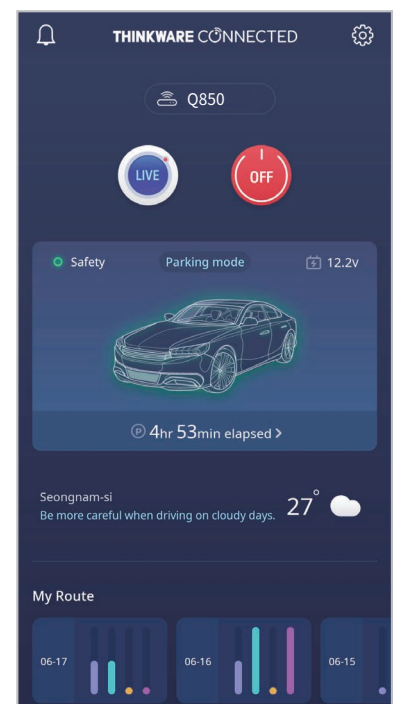 THINKWARE CONNECTED
Q850
LIVE
OFF
Safety
Parking mode
12.2v
P 4hr 53min elapsed >
Seongnam-si
Be more careful when driving on cloudy days.
27°
My Route
06-17
06-16
06-15